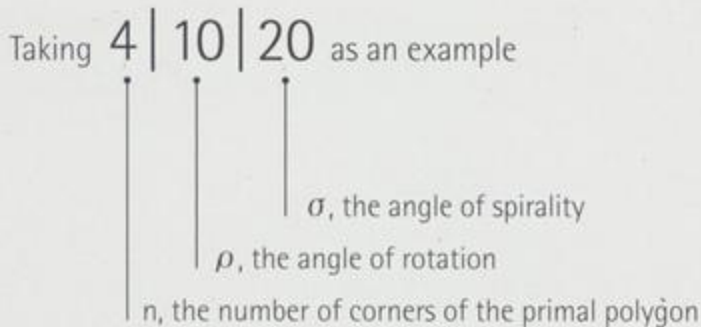 Taking 4|10|20 as an example
σ, the angle of spirality
ρ, the angle of rotation
n, the number of corners of the primal polygon